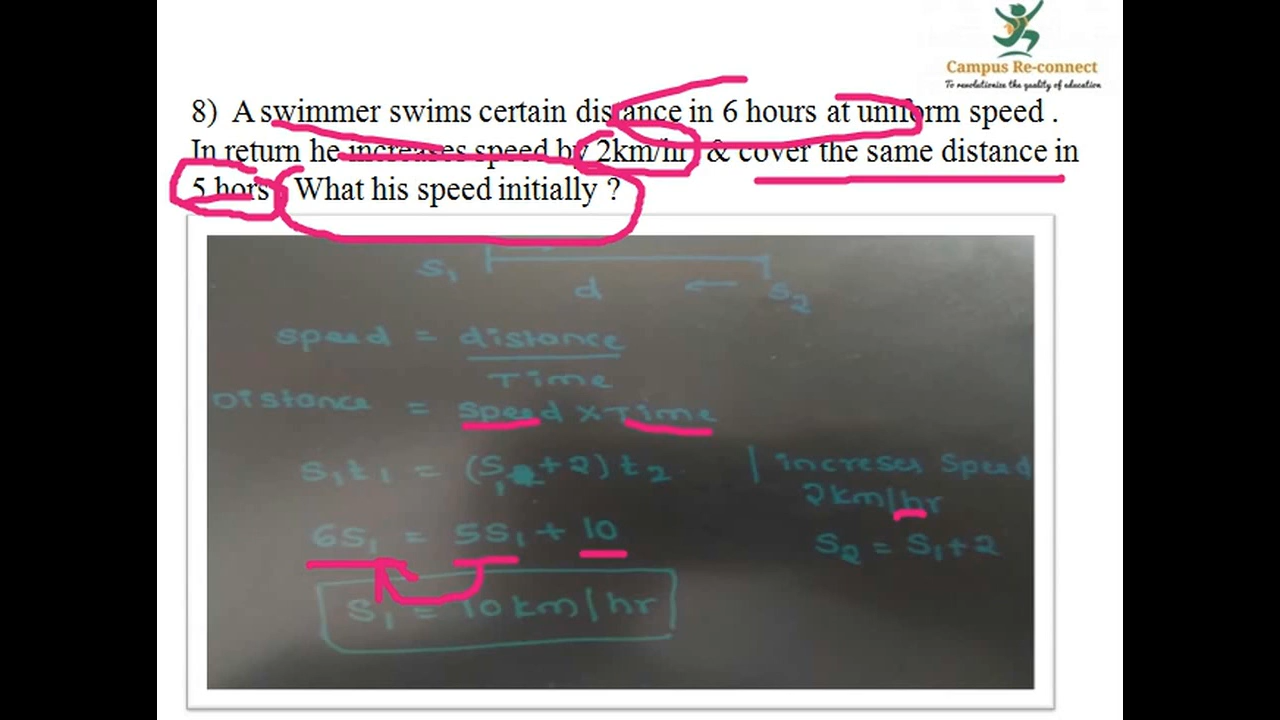 Campus Re-connect
To revolutionize the quality of education
8) A swimmer swims certain distance in 6 hours at uniform speed .
In return he increases speed by 2km/hr & cover the same distance in
5 hors What his speed initially ?
S1 d S2
speed = distance
Time
Distance = speed × Time
S1t1 = (S1+2) t2 | increses Speed
2km/hr
6S1 = 5S1 + 10 S2 = S1+2
S1 = 10 km/hr